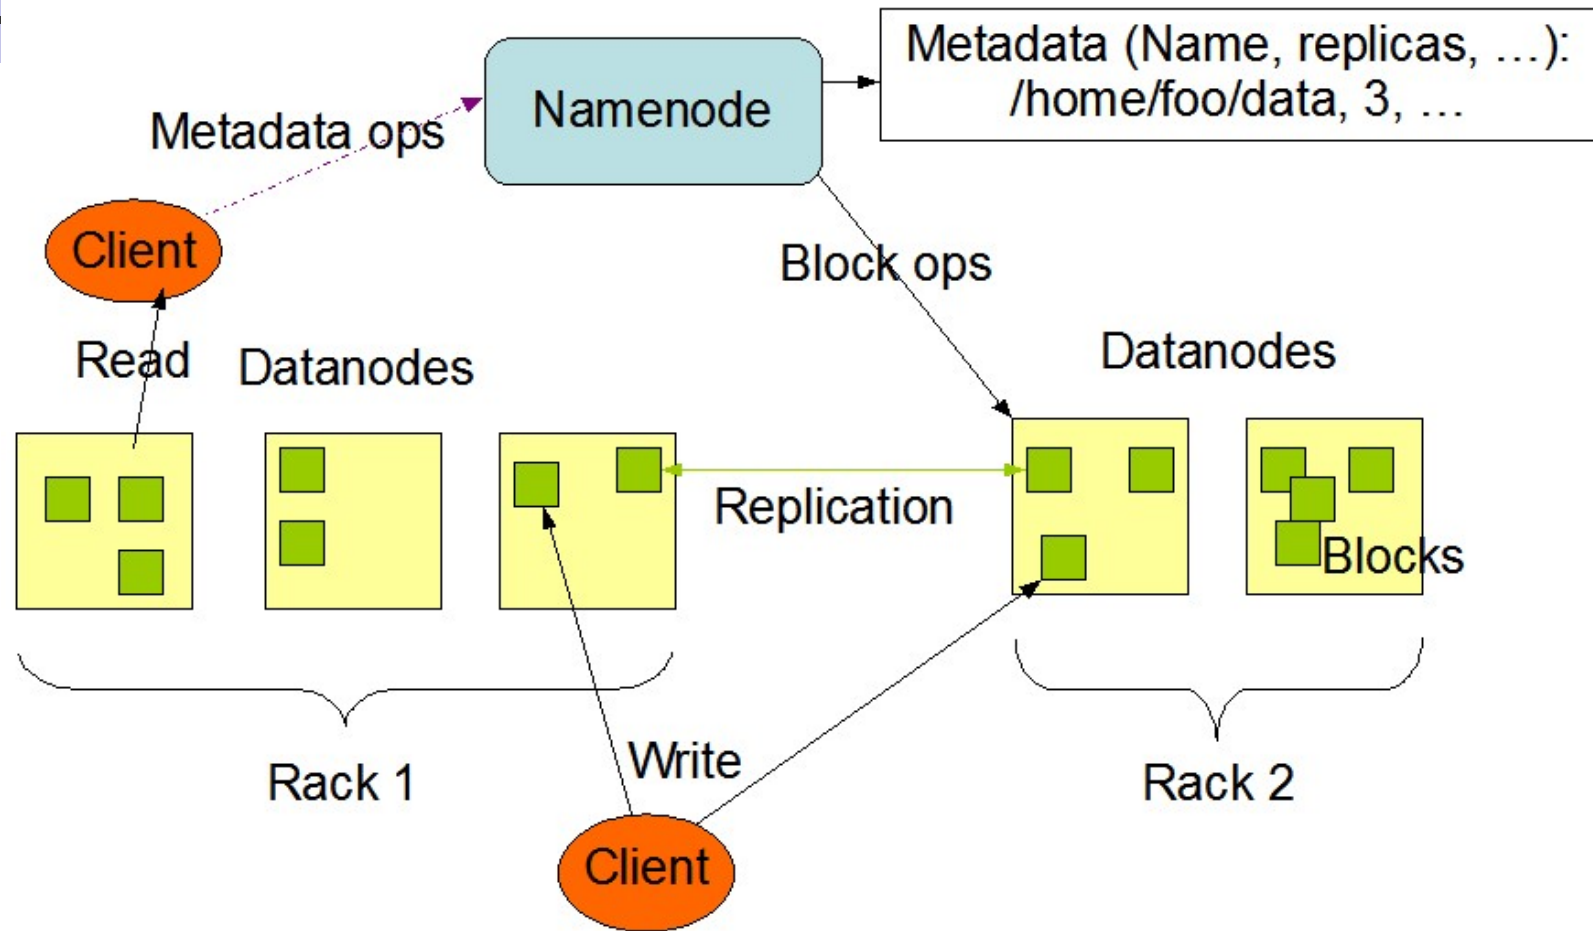 Metadata (Name, replicas, …):
/home/foo/data, 3, …
Namenode
Metadata ops
Client
Block ops
Read
Datanodes
Datanodes
Replication
Blocks
Rack 1
Write
Rack 2
Client